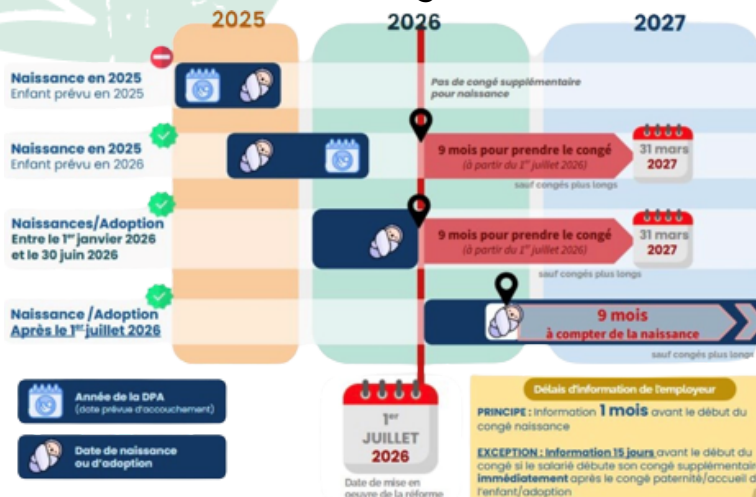 2025
2026
2027
Naissance en 2025
Enfant prévu en 2025
Pas de congé supplémentaire
pour naissance
Naissance en 2025
Enfant prévu en 2026
9 mois pour prendre le congé
(à partir du 1er juillet 2026)
31 mars
2027
sauf congés plus longs
Naissances/Adoption
Entre le 1er janvier 2026
et le 30 juin 2026
9 mois pour prendre le congé
(à partir du 1er juillet 2026)
31 mars
2027
sauf congés plus longs
Naissance /Adoption
Après le 1er juillet 2026
9 mois
à compter de la naissance
sauf congés plus longs
Année de la DPA
(date prévue d'accouchement)
Date de naissance
ou d'adoption
1er
JUILLET
2026
Date de mise en
oeuvre de la réforme
Délais d'information de l'employeur
PRINCIPE : Information 1 mois avant le début du
congé naissance
EXCEPTION : Information 15 jours avant le début du
congé si le salarié débute son congé supplémentaire
immédiatement après le congé paternité/accueil
l'enfant/adoption